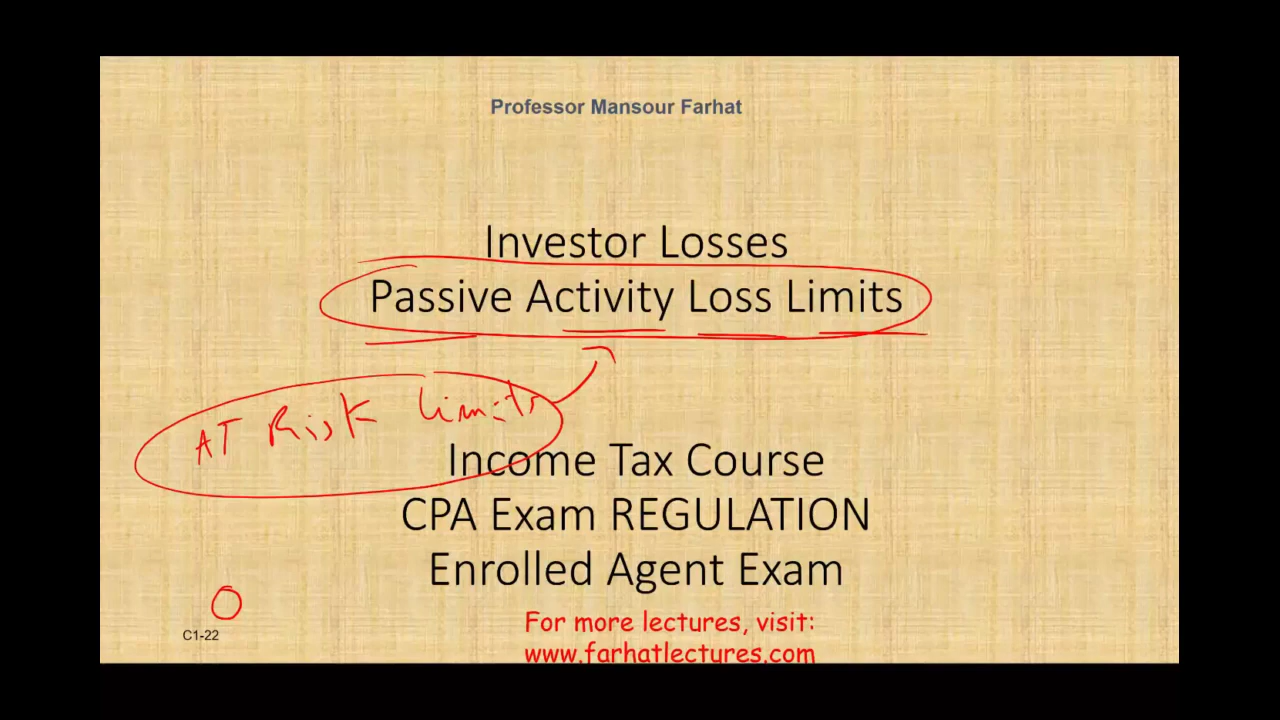 Professor Mansour Farhat
Investor Losses
Passive Activity Loss Limits
AT Risk Limits
Income Tax Course
CPA Exam REGULATION
Enrolled Agent Exam
For more lectures, visit:
www.farhatlectures.com
C1-22